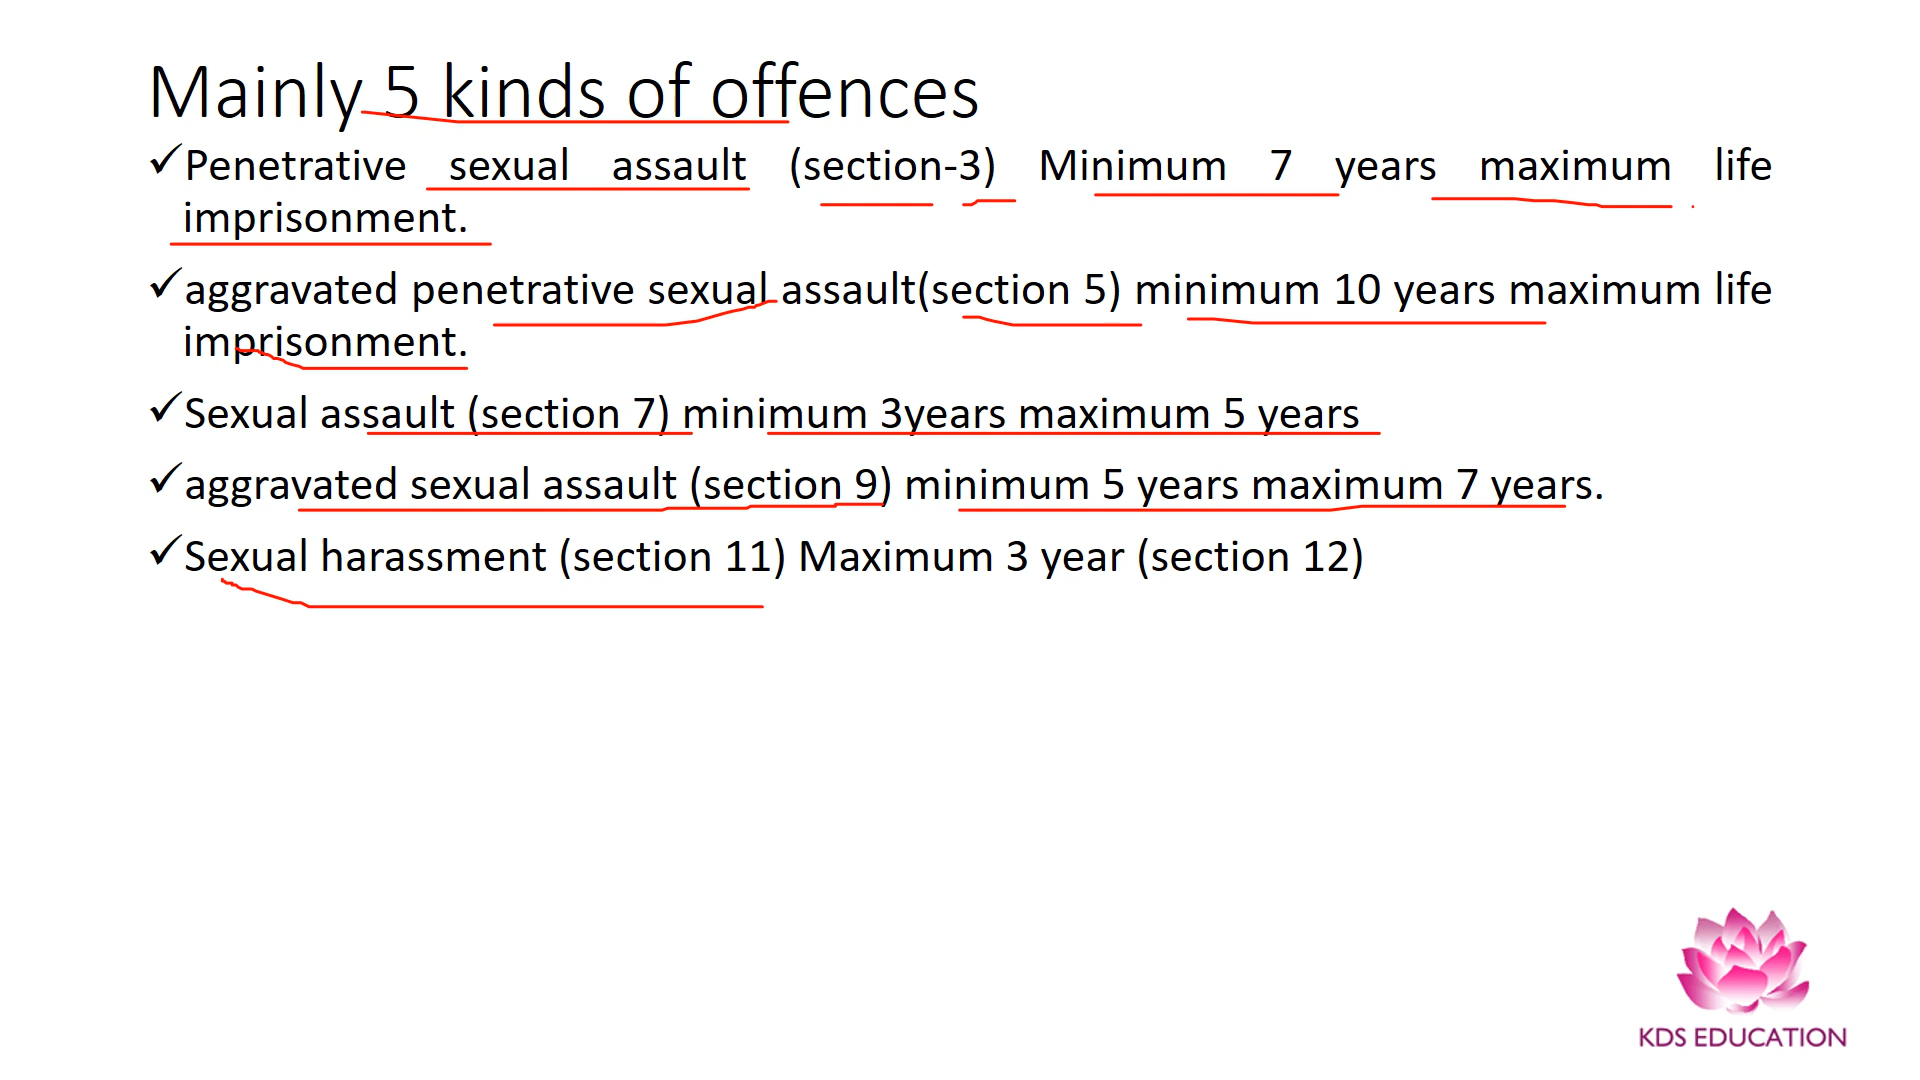 Mainly 5 kinds of offences
✓Penetrative sexual assault (section-3) Minimum 7 years maximum life
imprisonment.
✓aggravated penetrative sexual assault(section 5) minimum 10 years maximum life
imprisonment.
✓Sexual assault (section 7) minimum 3years maximum 5 years
✓aggravated sexual assault (section 9) minimum 5 years maximum 7 years.
✓Sexual harassment (section 11) Maximum 3 year (section 12)
KDS EDUCATION